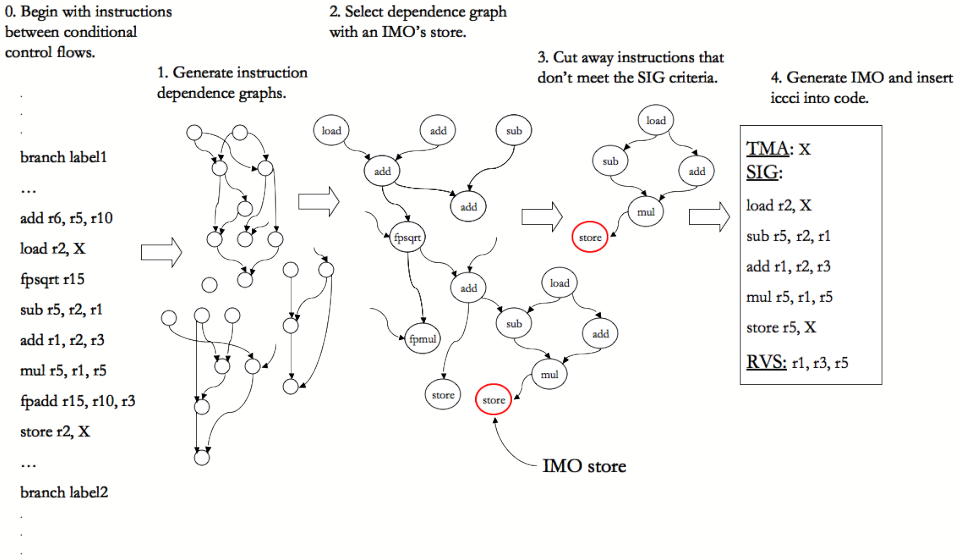 0. Begin with instructions
between conditional
control flows.
.
.
.
branch label1
...
add r6, r5, r10
load r2, X
fpsqrt r15
sub r5, r2, r1
add r1, r2, r3
mul r5, r1, r5
fpadd r15, r10, r3
store r2, X
...
branch label2
.
.
.
1. Generate instruction
dependence graphs.
2. Select dependence graph
with an IMO's store.
load
add
sub
add
add
fpsqrt
add
load
sub
add
fpmul
mul
store
store
IMO store
3. Cut away instructions that
don't meet the SIG criteria.
load
sub
add
mul
store
4. Generate IMO and insert
iccci into code.
TMA: X
SIG:
load r2, X
sub r5, r2, r1
add r1, r2, r3
mul r5, r1, r5
store r5, X
RVS: r1, r3, r5